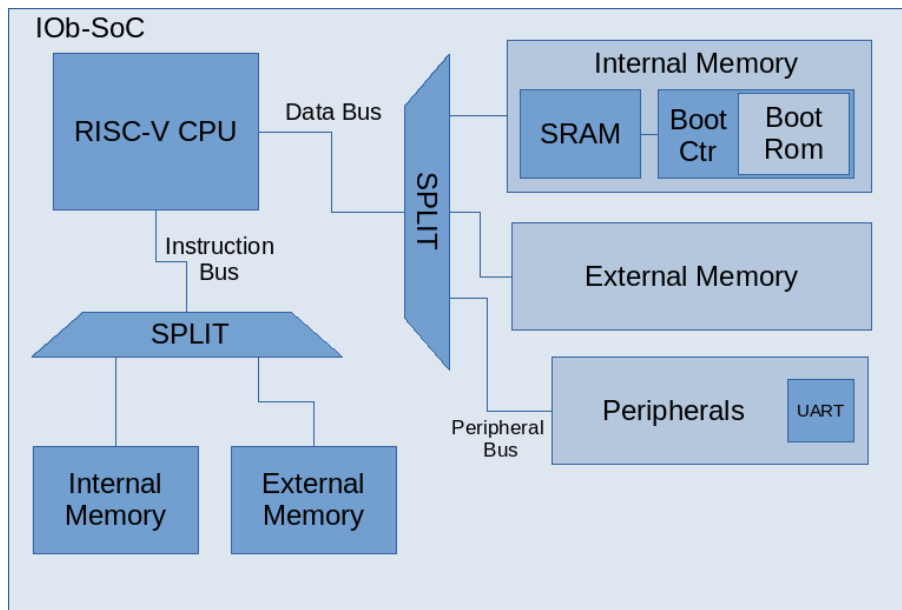 IOb-SoC
RISC-V CPU
Data Bus
SPLIT
Internal Memory
SRAM
Boot
Ctr
Boot
Rom
External Memory
Peripherals
UART
Peripheral
Bus
Instruction
Bus
SPLIT
Internal
Memory
External
Memory